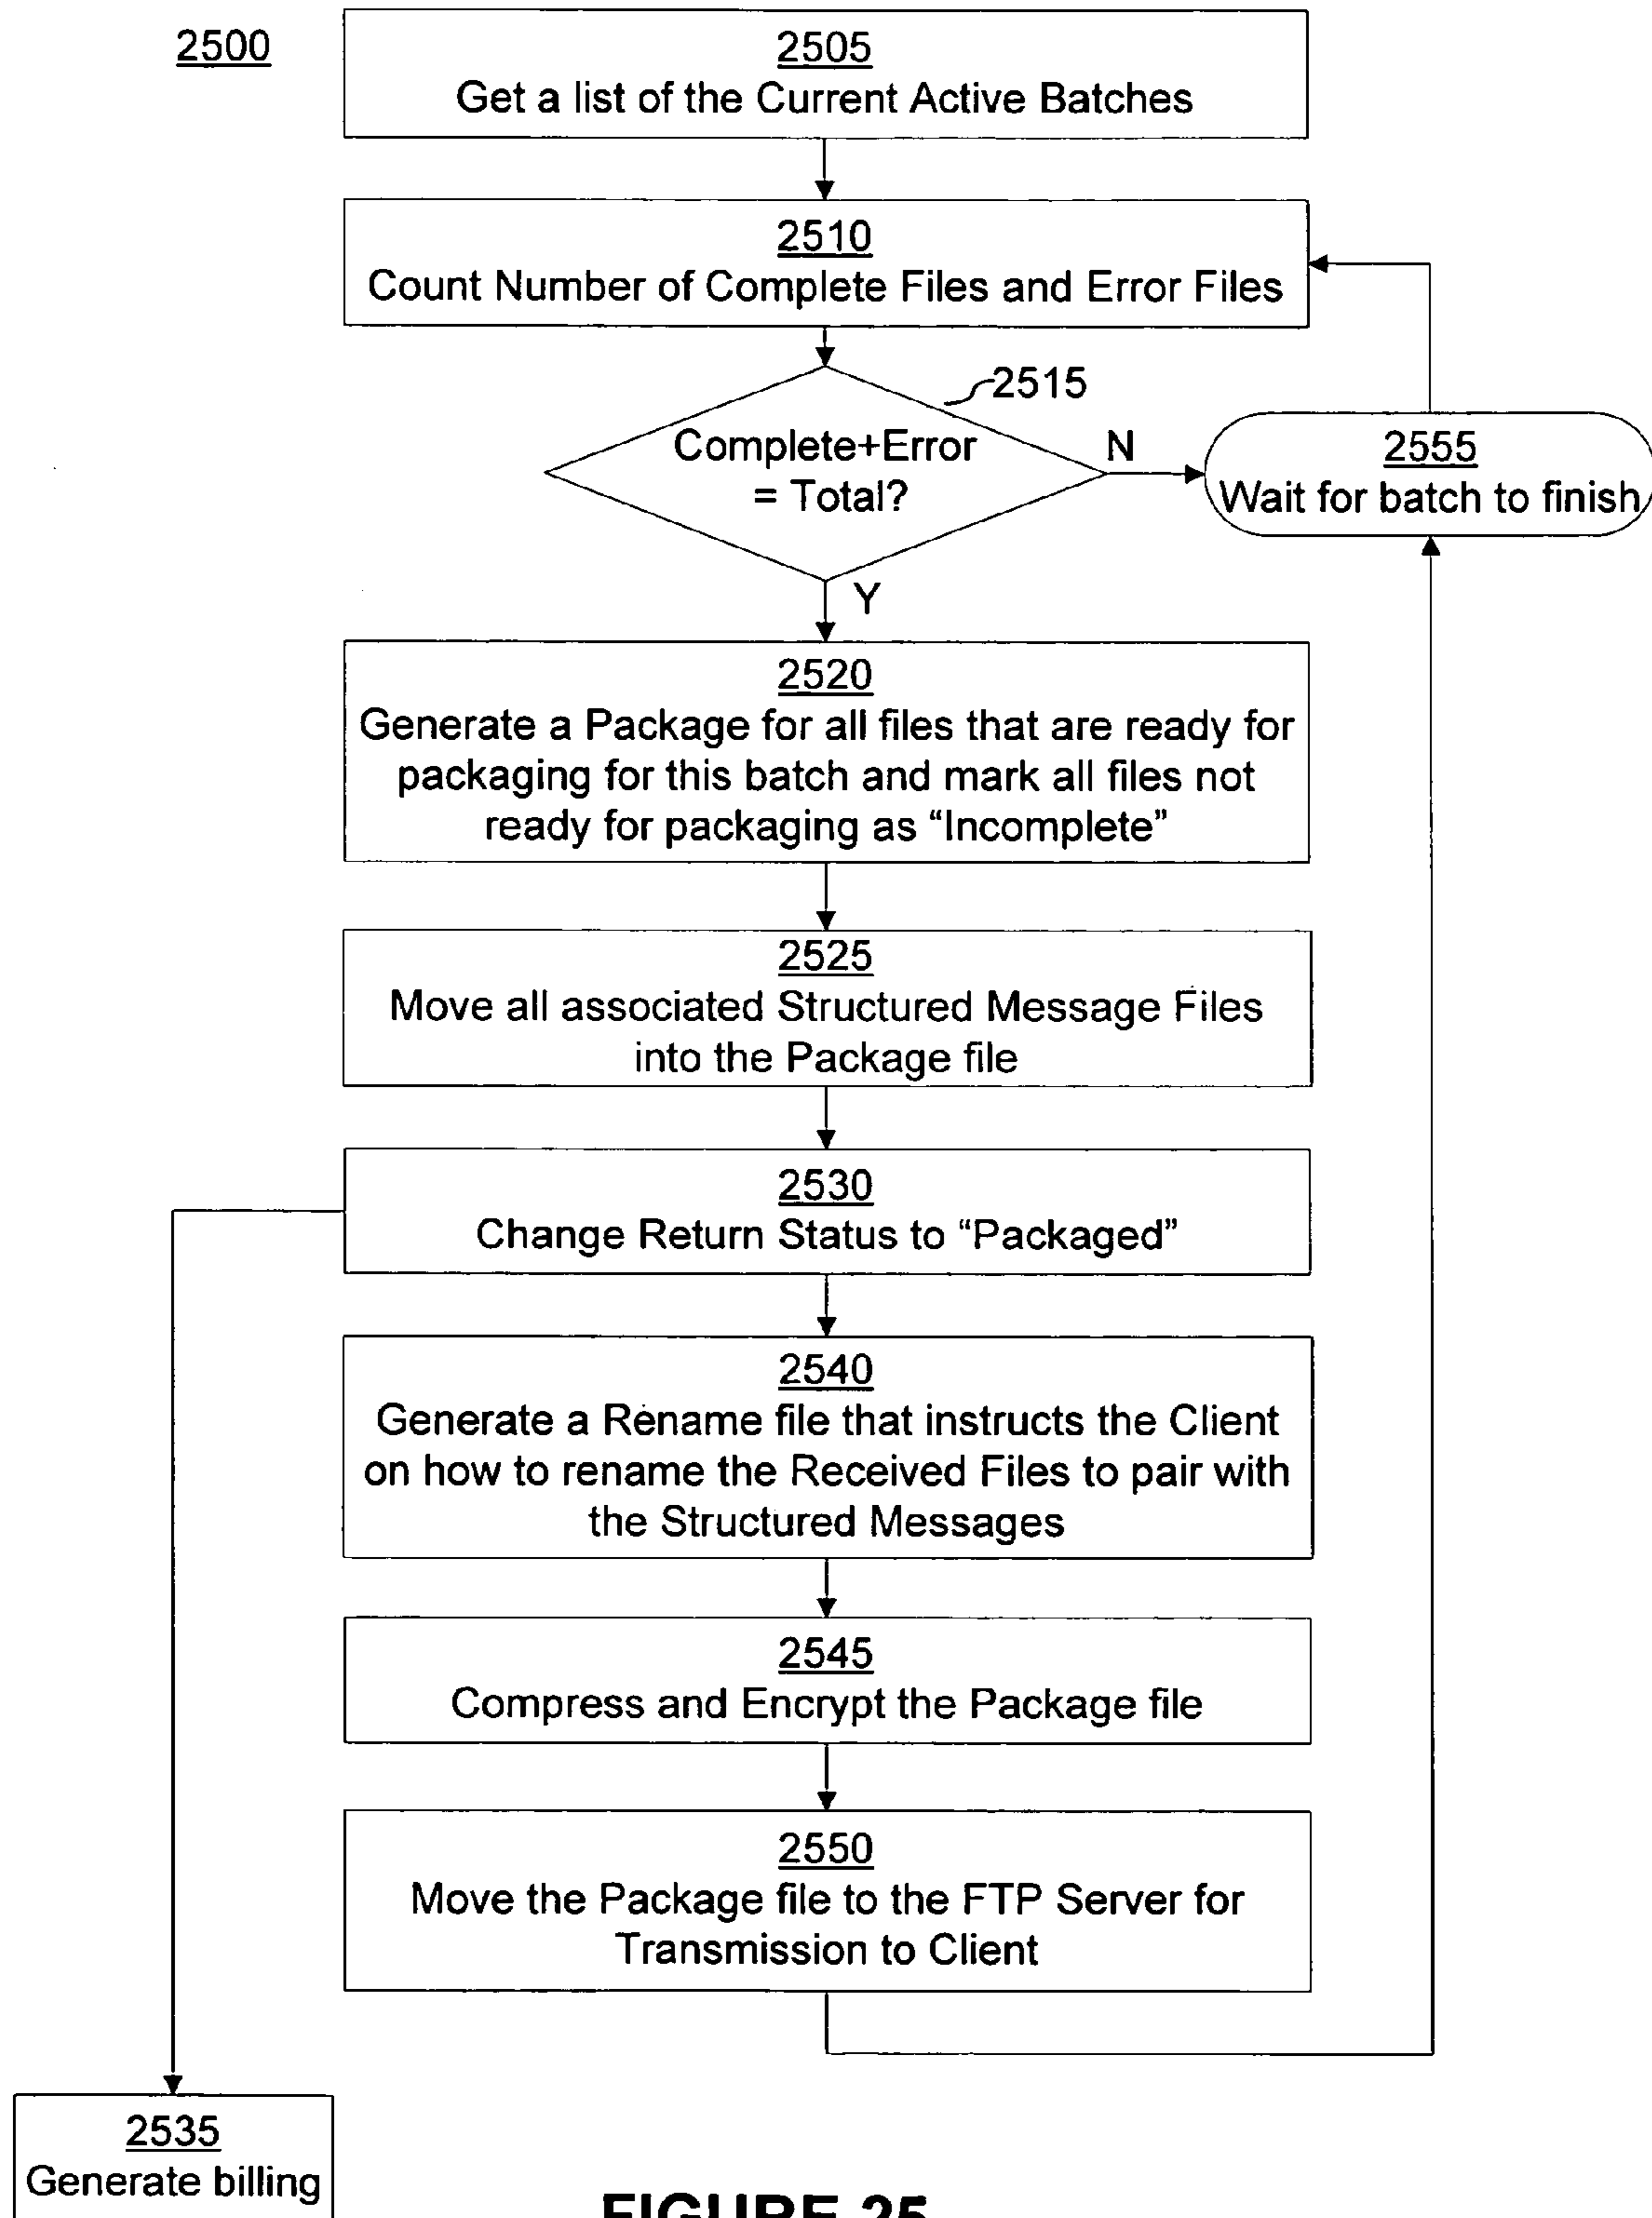 2500
2505
Get a list of the Current Active Batches
2510
Count Number of Complete Files and Error Files
2515
Complete+Error
= Total?
N
2555
Wait for batch to finish
Y
2520
Generate a Package for all files that are ready for
packaging for this batch and mark all files not
ready for packaging as “Incomplete”
2525
Move all associated Structured Message Files
into the Package file
2530
Change Return Status to “Packaged”
2540
Generate a Rename file that instructs the Client
on how to rename the Received Files to pair with
the Structured Messages
2545
Compress and Encrypt the Package file
2550
Move the Package file to the FTP Server for
Transmission to Client
2535
Generate billing
FIGURE 25